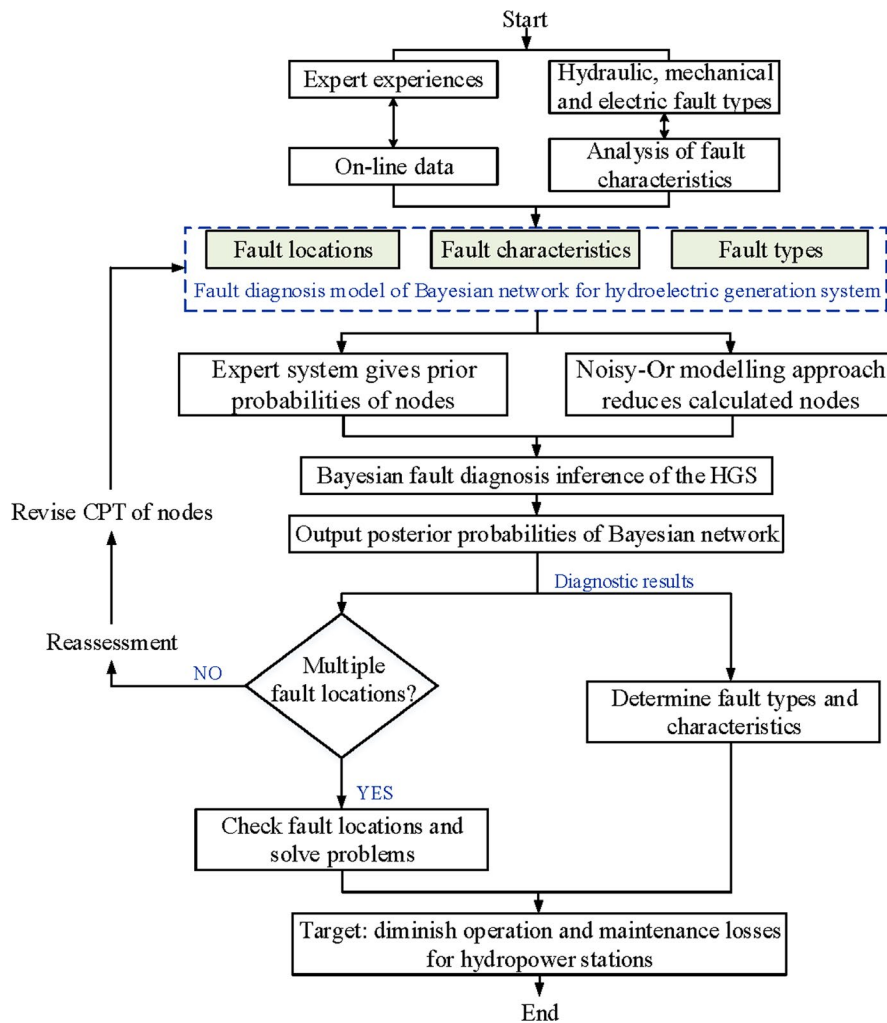 Start
Expert experiences
Hydraulic, mechanical
and electric fault types
On-line data
Analysis of fault
characteristics
Fault locations
Fault characteristics
Fault types
Fault diagnosis model of Bayesian network for hydroelectric generation system
Expert system gives prior
probabilities of nodes
Noisy-Or modelling approach
reduces calculated nodes
Bayesian fault diagnosis inference of the HGS
Revise CPT of nodes
Output posterior probabilities of Bayesian network
Diagnostic results
Reassessment
NO
Multiple
fault locations?
Determine fault types and
characteristics
YES
Check fault locations and
solve problems
Target: diminish operation and maintenance losses
for hydropower stations
End